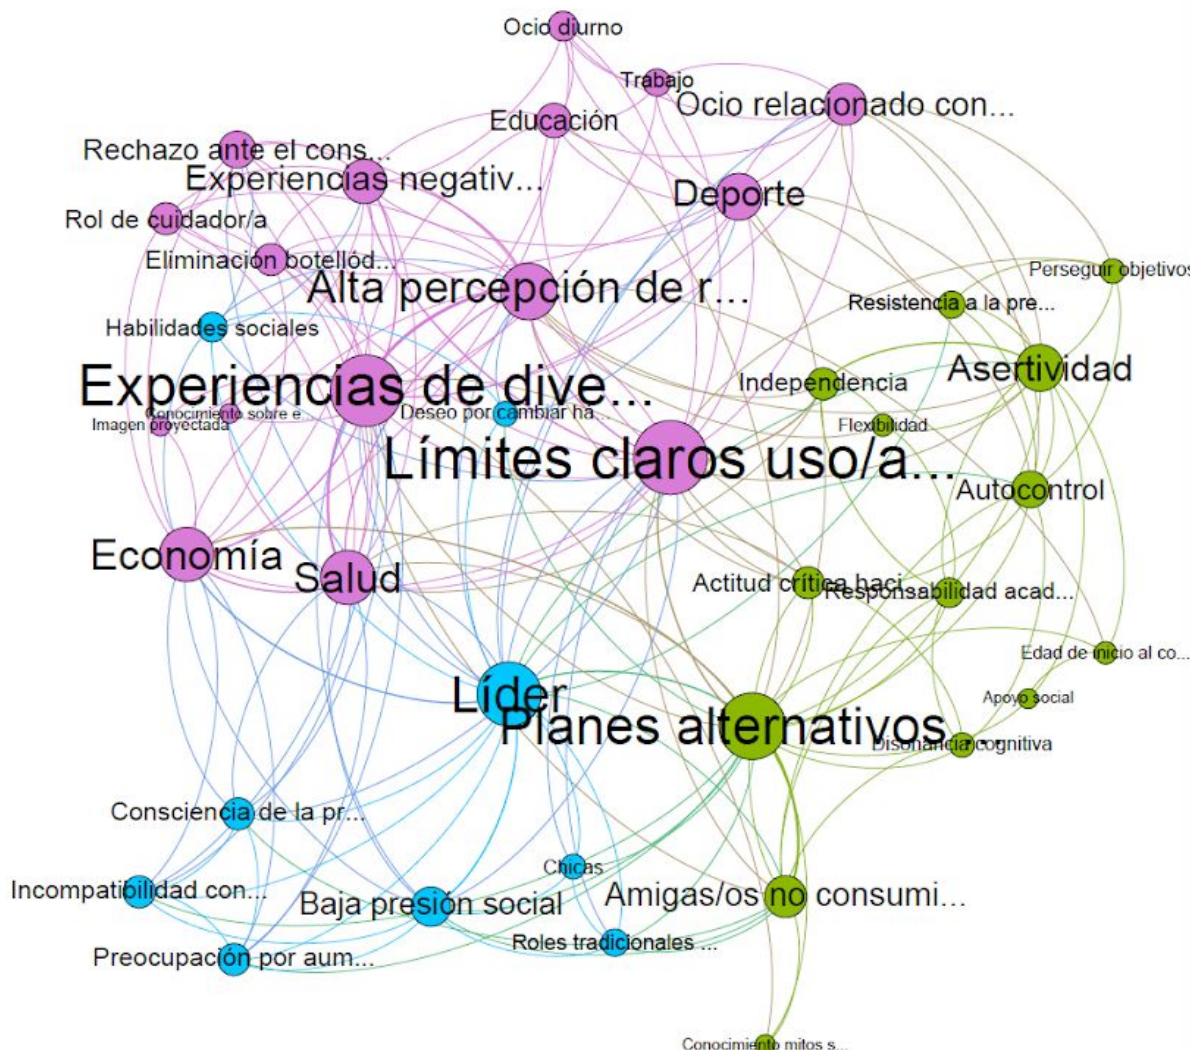 Ocio diurno
Trabajo
Ocio relacionado con...
Educación
Rechazo ante el cons...
Experiencias negativ...
Deporte
Rol de cuidador/a
Eliminación botellód...
Perseguir objetivos
Alta percepción de r...
Resistencia a la pre...
Habilidades sociales
Asertividad
Experiencias de dive...
Independencia
Conocimiento sobre e...
Deseo por cambiar ha...
Imagen proyectada
Flexibilidad
Límites claros uso/a...
Autocontrol
Economía
Salud
Actitud crítica haci...
Responsabilidad acad...
Edad de inicio al co...
Líder
Apoyo social
Planes alternativos...
Disonancia cognitiva
Consciencia de la pr...
Chicas
Incompatibilidad con...
Baja presión social
Amigas/os no consumi...
Roles tradicionales ...
Preocupación por aum...
Conocimiento mitos s...